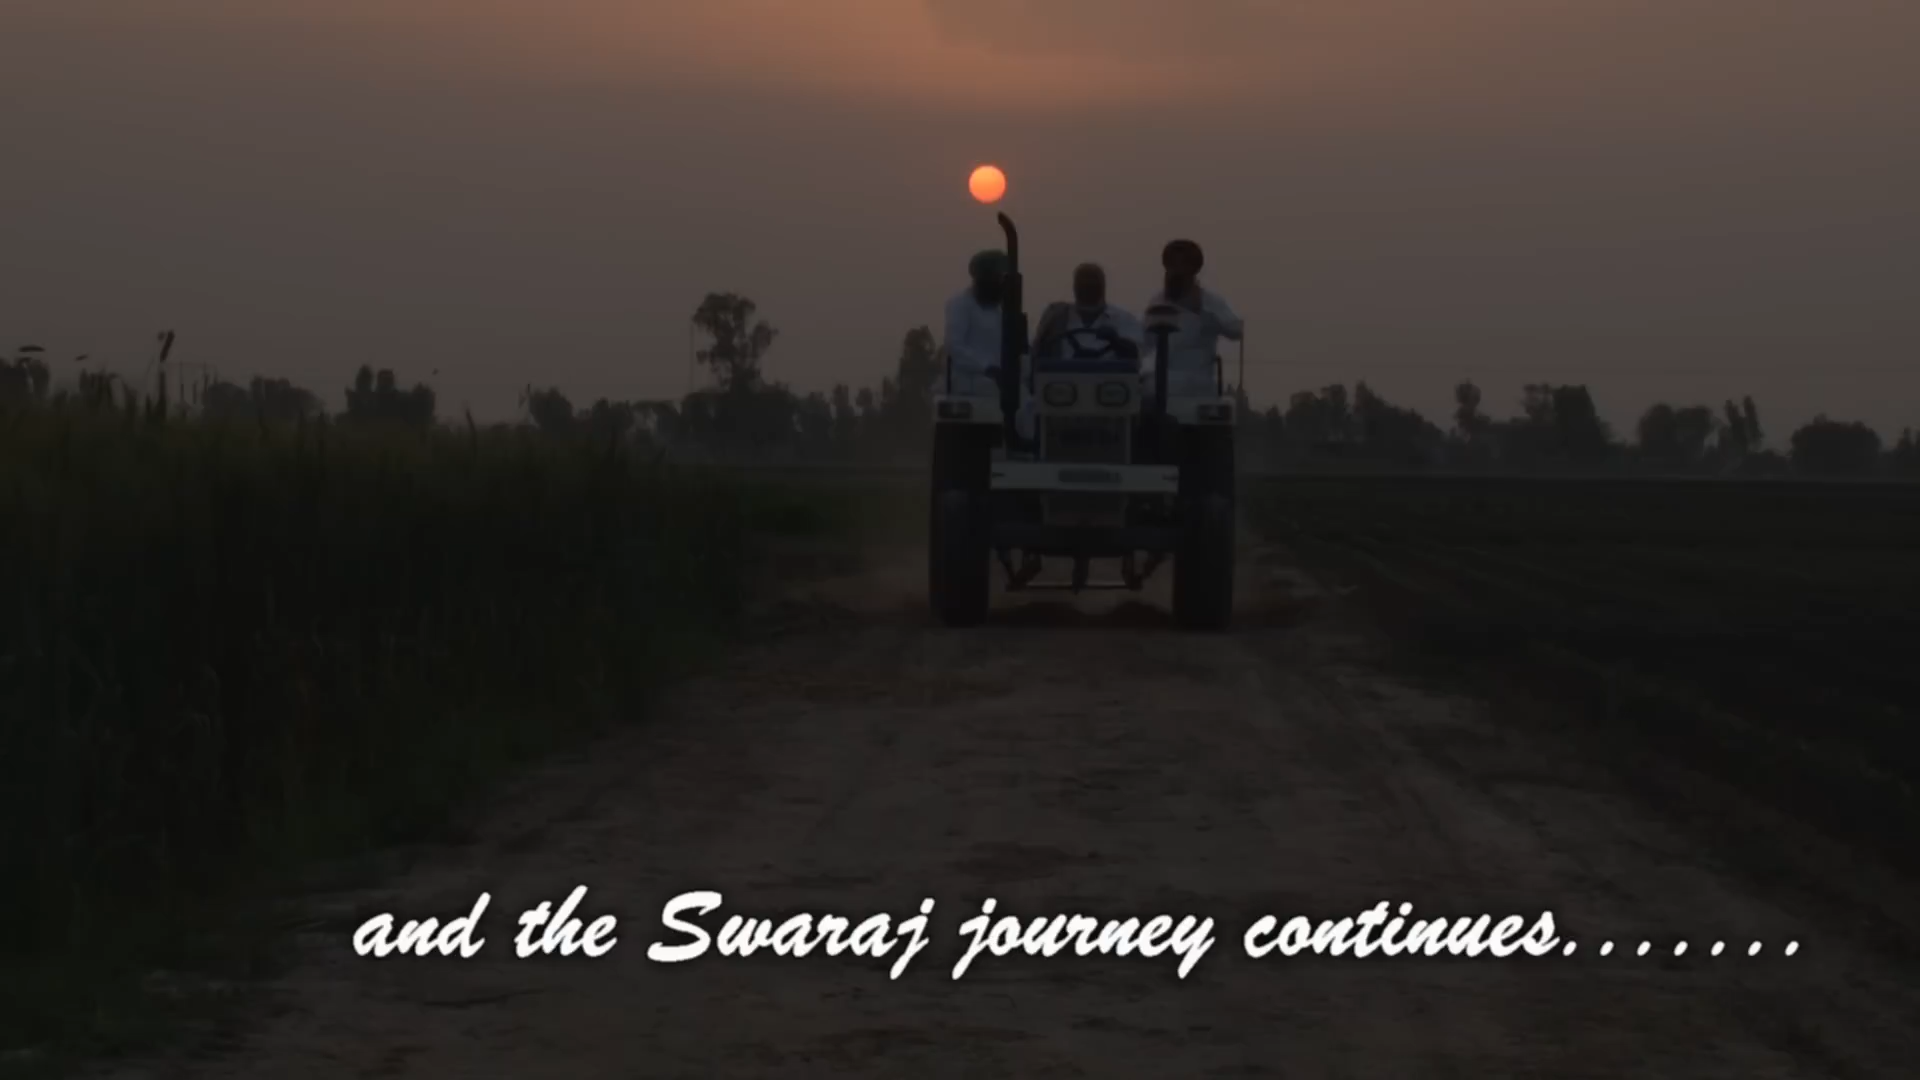 and the Swaraj journey continues.......